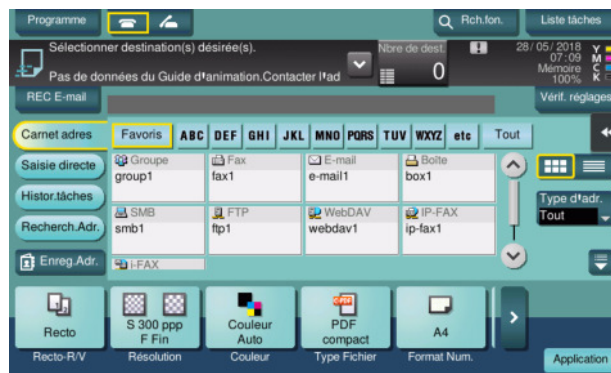 Programme
Rch.fon.
Liste tâches
Sélectionner destination(s) désirée(s).
Nbre de dest.
28/05/2018
07:09
Mémoire
100%
Y
M
C
K
Pas de données du Guide d'animation.Contacter l'ad
0
REC E-mail
Vérif. réglages
Carnet adres
Favoris
ABC
DEF
GHI
JKL
MNO
PQRS
TUV
WXYZ
etc
Tout
Saisie directe
Groupe
group1
Fax
fax1
E-mail
e-mail1
Boîte
box1
Histor.tâches
Type d'adr.
Tout
Recherch.Adr.
SMB
smb1
FTP
ftp1
WebDAV
webdav1
IP-FAX
ip-fax1
Enreg.Adr.
i-FAX
Recto
S 300 ppp
F Fin
Couleur
Auto
PDF
compact
A4
Recto-R/V
Résolution
Couleur
Type Fichier
Format Num.
Application